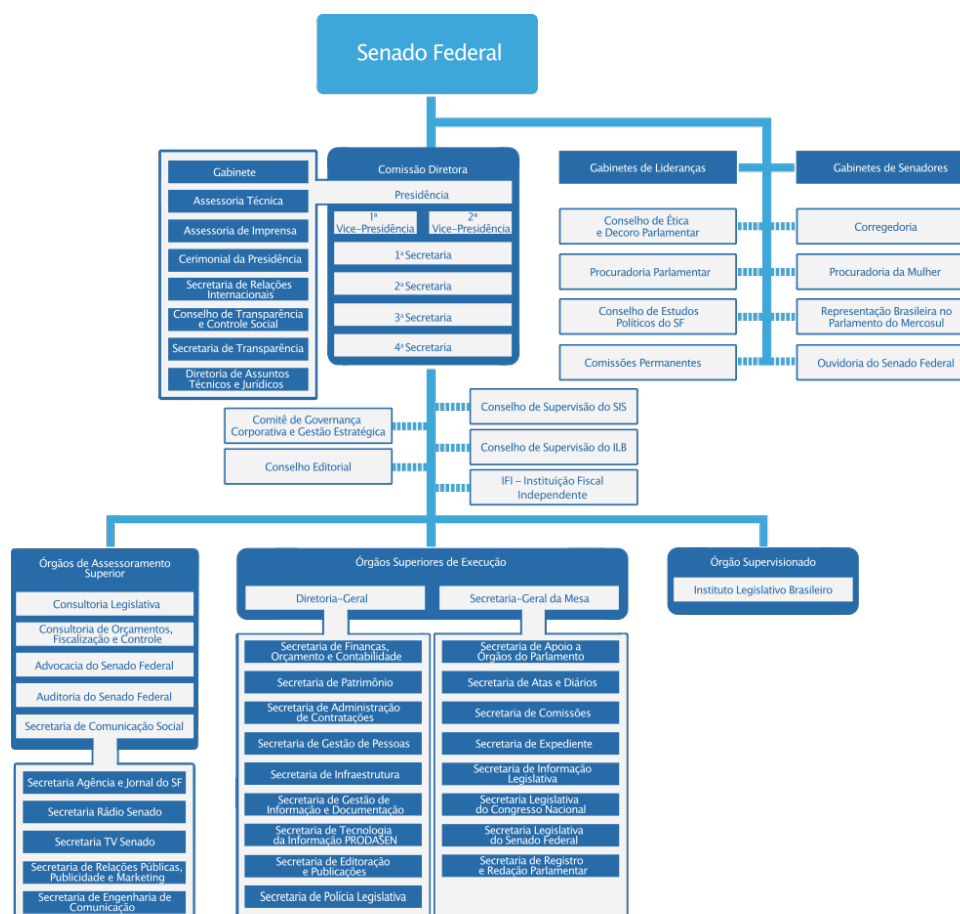 Senado Federal
Gabinete
Assessoria Técnica
Assessoria de Imprensa
Cerimonial da Presidência
Secretaria de Relações
Internacionais
Conselho de Transparência
e Controle Social
Secretaria de Transparência
Diretoria de Assuntos
Técnicos e Jurídicos
Comissão Diretora
Presidência
1ª
Vice-Presidência
2ª
Vice-Presidência
1ª Secretaria
2ª Secretaria
3ª Secretaria
4ª Secretaria
Gabinetes de Lideranças
Gabinetes de Senadores
Conselho de Ética
e Decoro Parlamentar
Corregedoria
Procuradoria Parlamentar
Procuradoria da Mulher
Conselho de Estudos
Políticos do SF
Representação Brasileira no
Parlamento do Mercosul
Comissões Permanentes
Ouvidoria do Senado Federal
Comitê de Governança
Corporativa e Gestão Estratégica
Conselho Editorial
Conselho de Supervisão do SIS
Conselho de Supervisão do ILB
IFI – Instituição Fiscal
Independente
Órgãos de Assessoramento
Superior
Consultoria Legislativa
Consultoria de Orçamentos,
Fiscalização e Controle
Advocacia do Senado Federal
Auditoria do Senado Federal
Secretaria de Comunicação Social
Secretaria Agência e Jornal do SF
Secretaria Rádio Senado
Secretaria TV Senado
Secretaria de Relações Públicas,
Publicidade e Marketing
Secretaria de Engenharia de
Comunicação
Órgãos Superiores de Execução
Diretoria-Geral
Secretaria de Finanças,
Orçamento e Contabilidade
Secretaria de Patrimônio
Secretaria de Administração
de Contratações
Secretaria de Gestão de Pessoas
Secretaria de Infraestrutura
Secretaria de Gestão de
Informação e Documentação
Secretaria de Tecnologia
da Informação PRODASEN
Secretaria de Editoração
e Publicações
Secretaria de Polícia Legislativa
Secretaria-Geral da Mesa
Secretaria de Apoio a
Órgãos do Parlamento
Secretaria de Atas e Diários
Secretaria de Comissões
Secretaria de Expediente
Secretaria de Informação
Legislativa
Secretaria Legislativa
do Congresso Nacional
Secretaria Legislativa
do Senado Federal
Secretaria de Registro
e Redação Parlamentar
Órgão Supervisionado
Instituto Legislativo Brasileiro